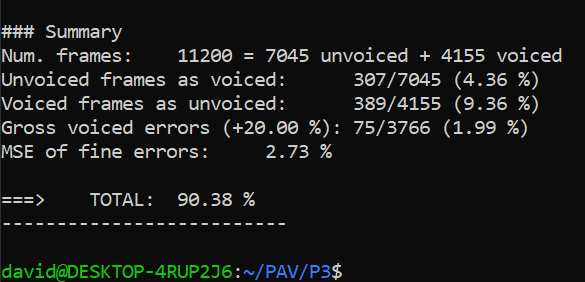 ### Summary
Num. frames:    11200 = 7045 unvoiced + 4155 voiced
Unvoiced frames as voiced:      307/7045 (4.36 %)
Voiced frames as unvoiced:      389/4155 (9.36 %)
Gross voiced errors (+20.00 %): 75/3766 (1.99 %)
MSE of fine errors:     2.73 %
===>    TOTAL:  90.38 %
--------------------------
david@DESKTOP-4RUP2J6:~/PAV/P3$